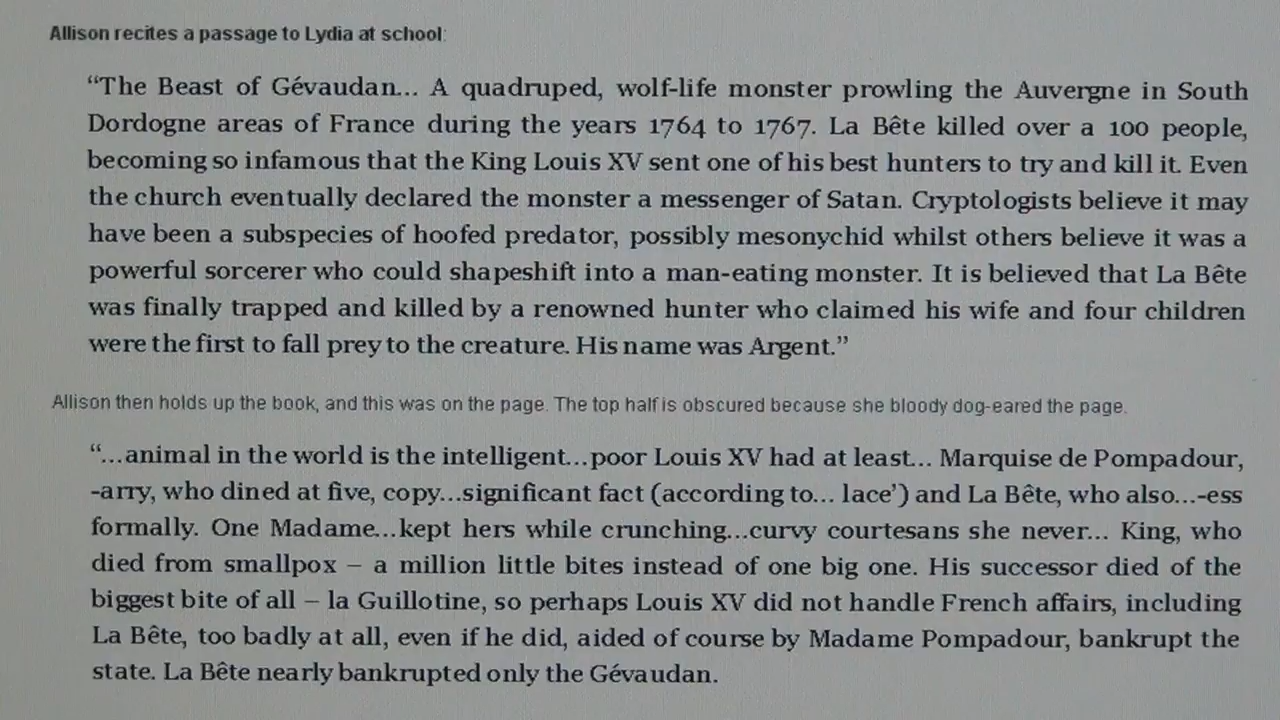 Allison recites a passage to Lydia at school:
“The Beast of Gévaudan... A quadruped, wolf-life monster prowling the Auvergne in South
Dordogne areas of France during the years 1764 to 1767. La Bête killed over a 100 people,
becoming so infamous that the King Louis XV sent one of his best hunters to try and kill it. Even
the church eventually declared the monster a messenger of Satan. Cryptologists believe it may
have been a subspecies of hoofed predator, possibly mesonychid whilst others believe it was a
powerful sorcerer who could shapeshift into a man-eating monster. It is believed that La Bête
was finally trapped and killed by a renowned hunter who claimed his wife and four children
were the first to fall prey to the creature. His name was Argent.”
Allison then holds up the book, and this was on the page. The top half is obscured because she bloody dog-eared the page.
“...animal in the world is the intelligent...poor Louis XV had at least... Marquise de Pompadour,
-arry, who dined at five, copy...significant fact (according to... lace’) and La Bête, who also...-ess
formally. One Madame...kept hers while crunching...curvy courtesans she never... King, who
died from smallpox – a million little bites instead of one big one. His successor died of the
biggest bite of all – la Guillotine, so perhaps Louis XV did not handle French affairs, including
La Bête, too badly at all, even if he did, aided of course by Madame Pompadour, bankrupt the
state. La Bête nearly bankrupted only the Gévaudan.